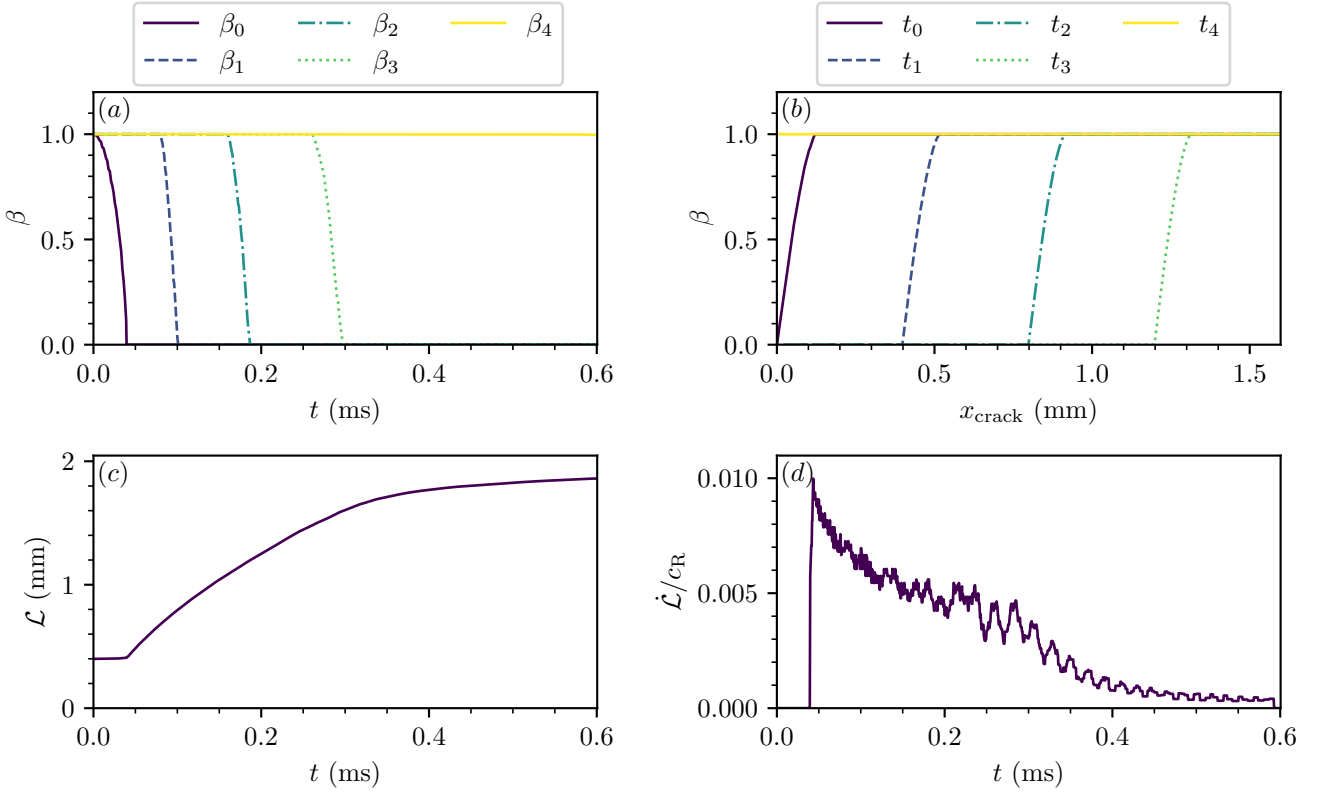 β₀ β₂ β₄
β₁ β₃
t₀ t₂ t₄
t₁ t₃
(a)
1.0
0.5
0.0
β
0.0 0.2 0.4 0.6
t (ms)
(b)
1.0
0.5
0.0
β
0.0 0.5 1.0 1.5
x_crack (mm)
(c)
2
1
0
ℒ (mm)
0.0 0.2 0.4 0.6
t (ms)
(d)
0.010
0.005
0.000
ℒ̇/c_R
0.0 0.2 0.4 0.6
t (ms)